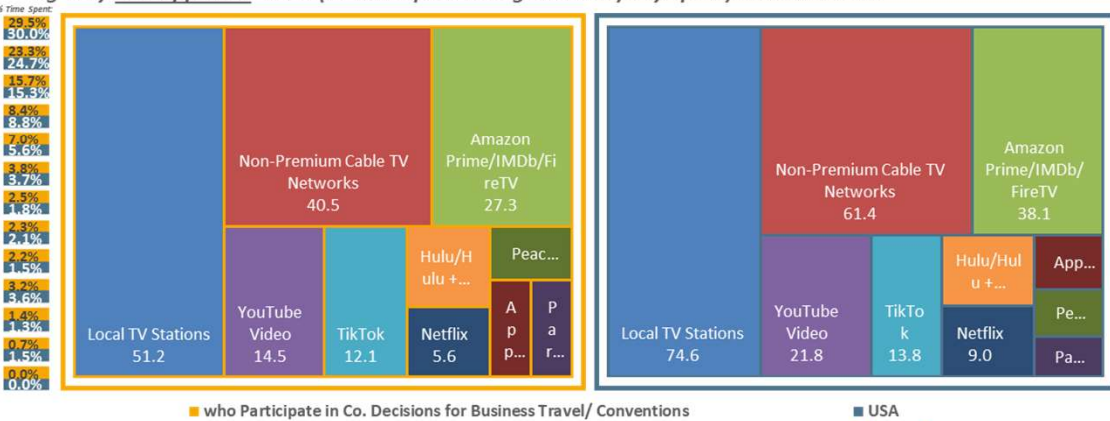 % Time Spent:
29.5%
30.0%
23.3%
24.7%
15.7%
15.3%
8.4%
8.8%
7.0%
5.6%
3.8%
3.7%
2.5%
1.8%
2.3%
2.1%
2.2%
1.5%
3.2%
3.6%
1.4%
1.3%
0.7%
1.5%
0.0%
0.0%
Local TV Stations
51.2
Non-Premium Cable TV
Networks
40.5
Amazon
Prime/IMDb/Fi
reTV
27.3
YouTube
Video
14.5
TikTok
12.1
Hulu/H
ulu +...
Netflix
5.6
Peac...
A
p
p...
P
a
r...
Local TV Stations
74.6
Non-Premium Cable TV
Networks
61.4
Amazon
Prime/IMDb/
FireTV
38.1
YouTube
Video
21.8
TikTo
k
13.8
Hulu/Hul
u +...
Netflix
9.0
App...
Pe...
Pa...
who Participate in Co. Decisions for Business Travel/ Conventions
USA